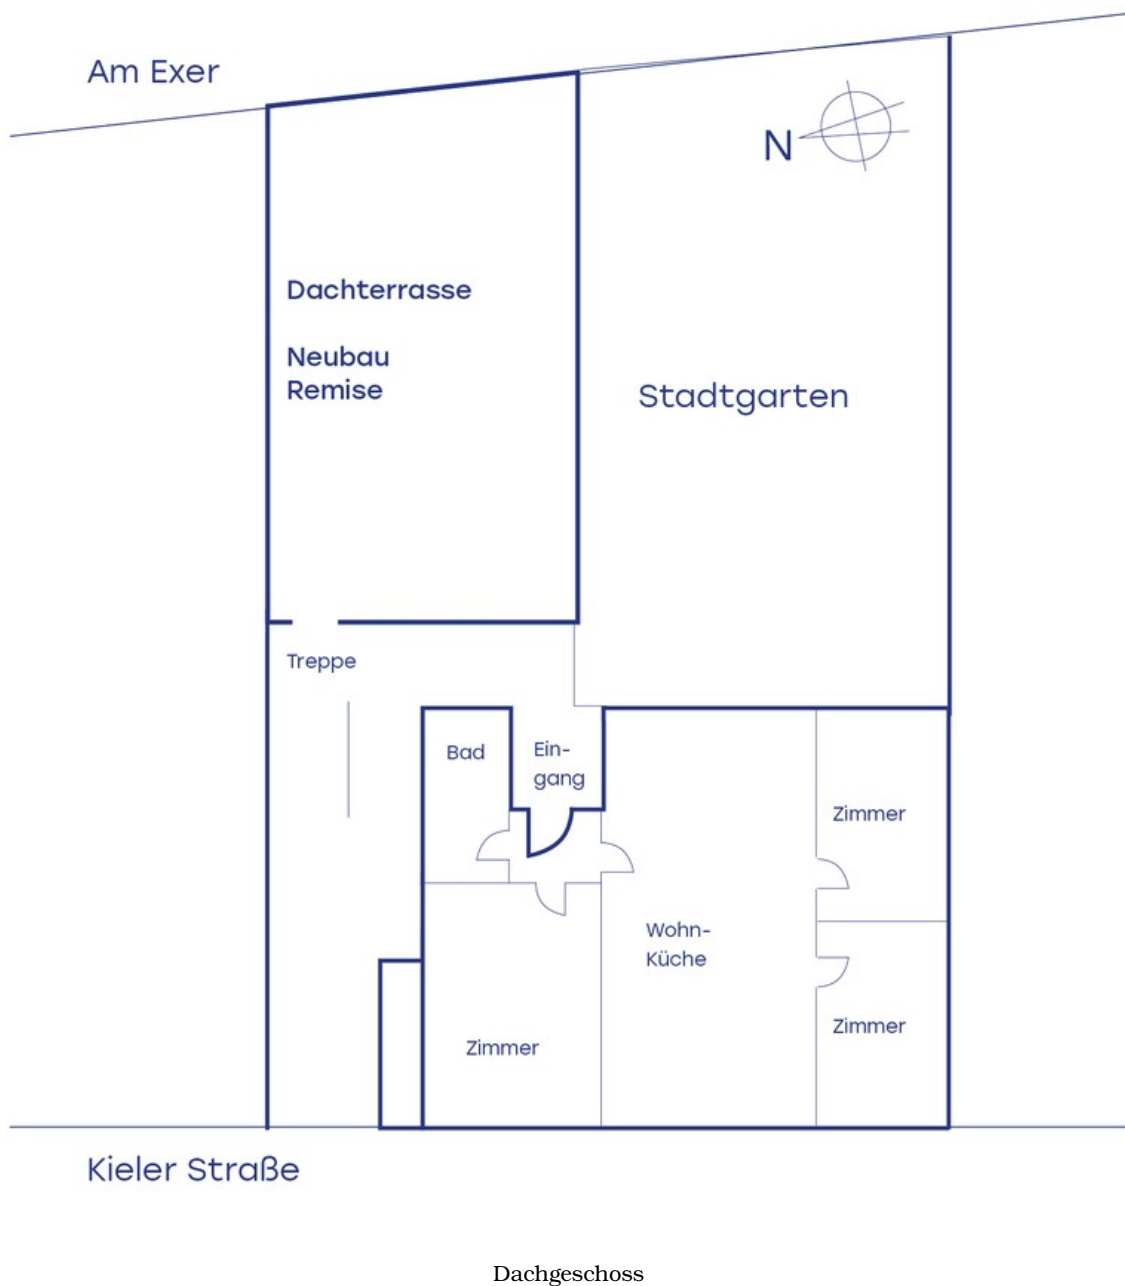 Am Exer
N
Dachterrasse
Neubau
Remise
Stadtgarten
Treppe
Bad
Ein-
gang
Zimmer
Wohn-
Küche
Zimmer
Zimmer
Kieler Straße
Dachgeschoss